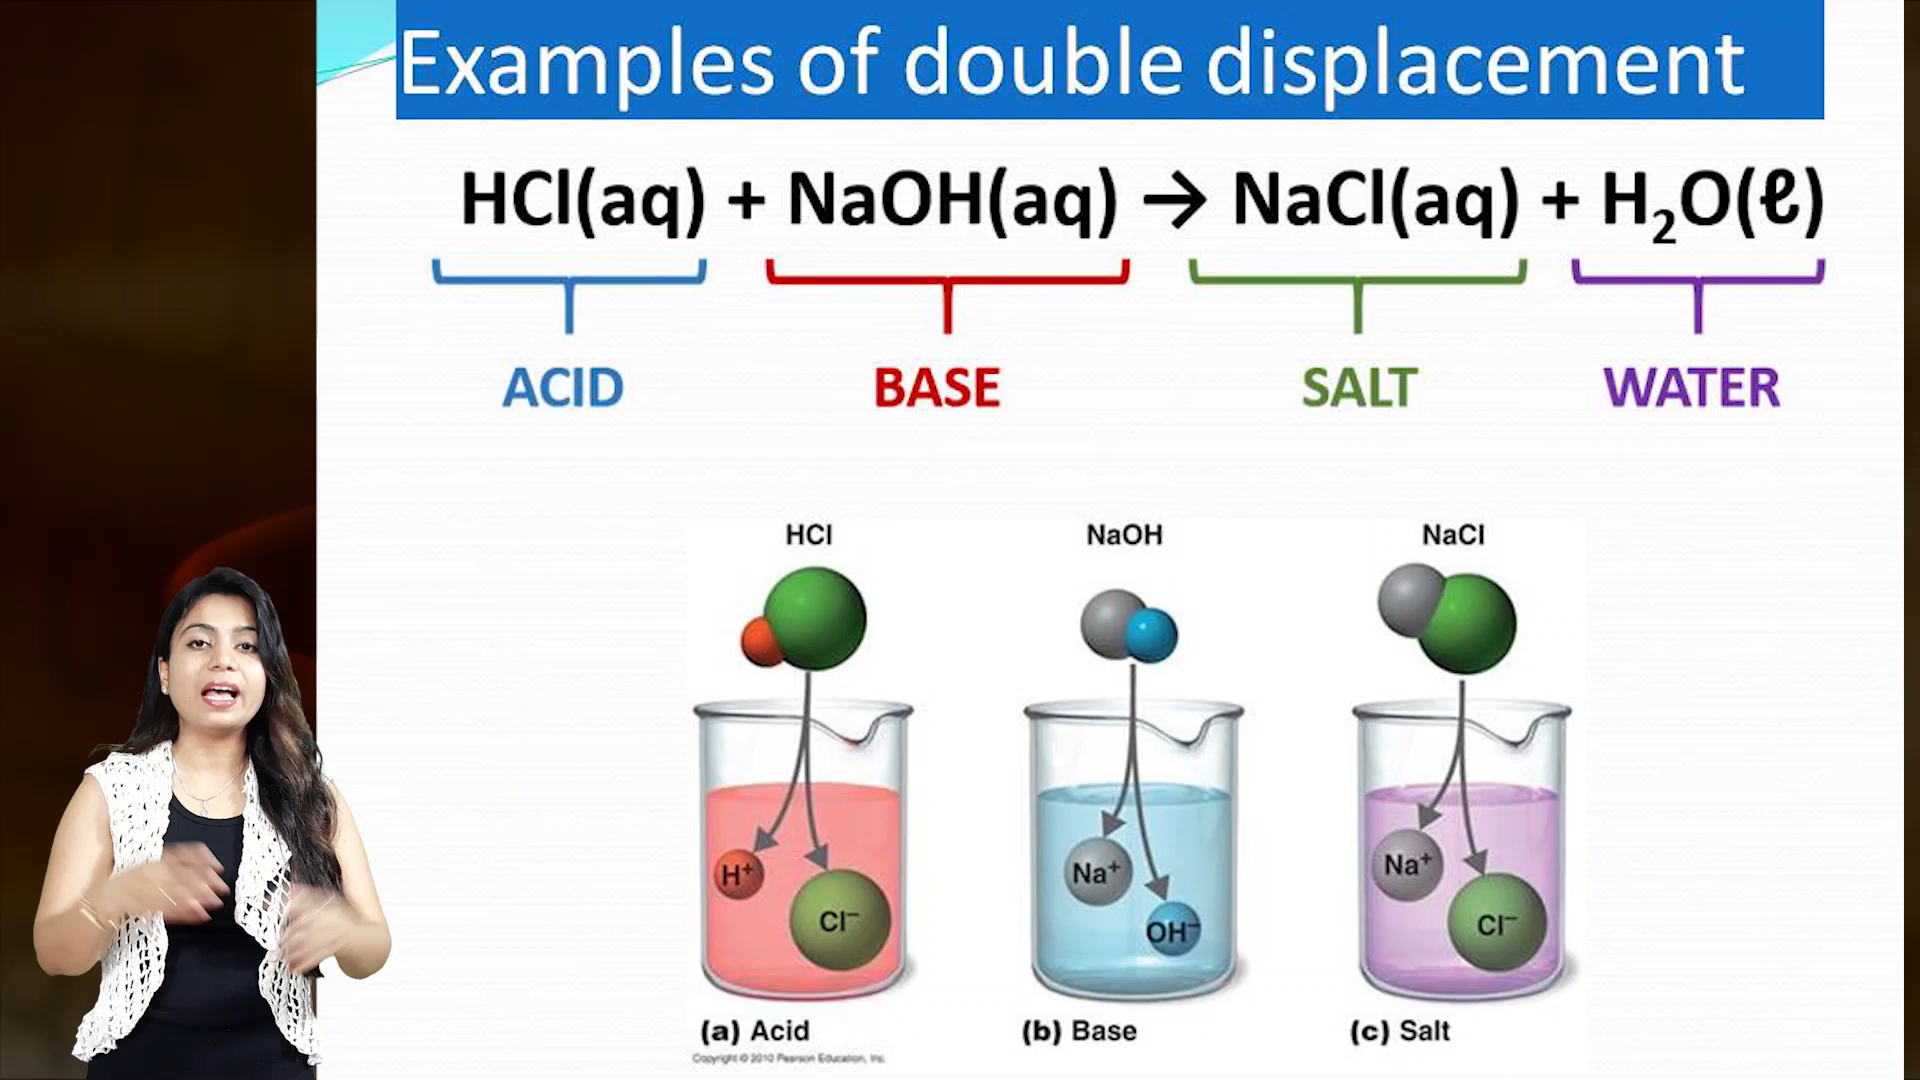 Examples of double displacement
HCl(aq) + NaOH(aq) → NaCl(aq) + H₂O(ℓ)
ACID BASE SALT WATER
HCl NaOH NaCl
H⁺ Cl⁻ Na⁺ OH⁻ Na⁺ Cl⁻
(a) Acid (b) Base (c) Salt
Copyright © 2010 Pearson Education, Inc.